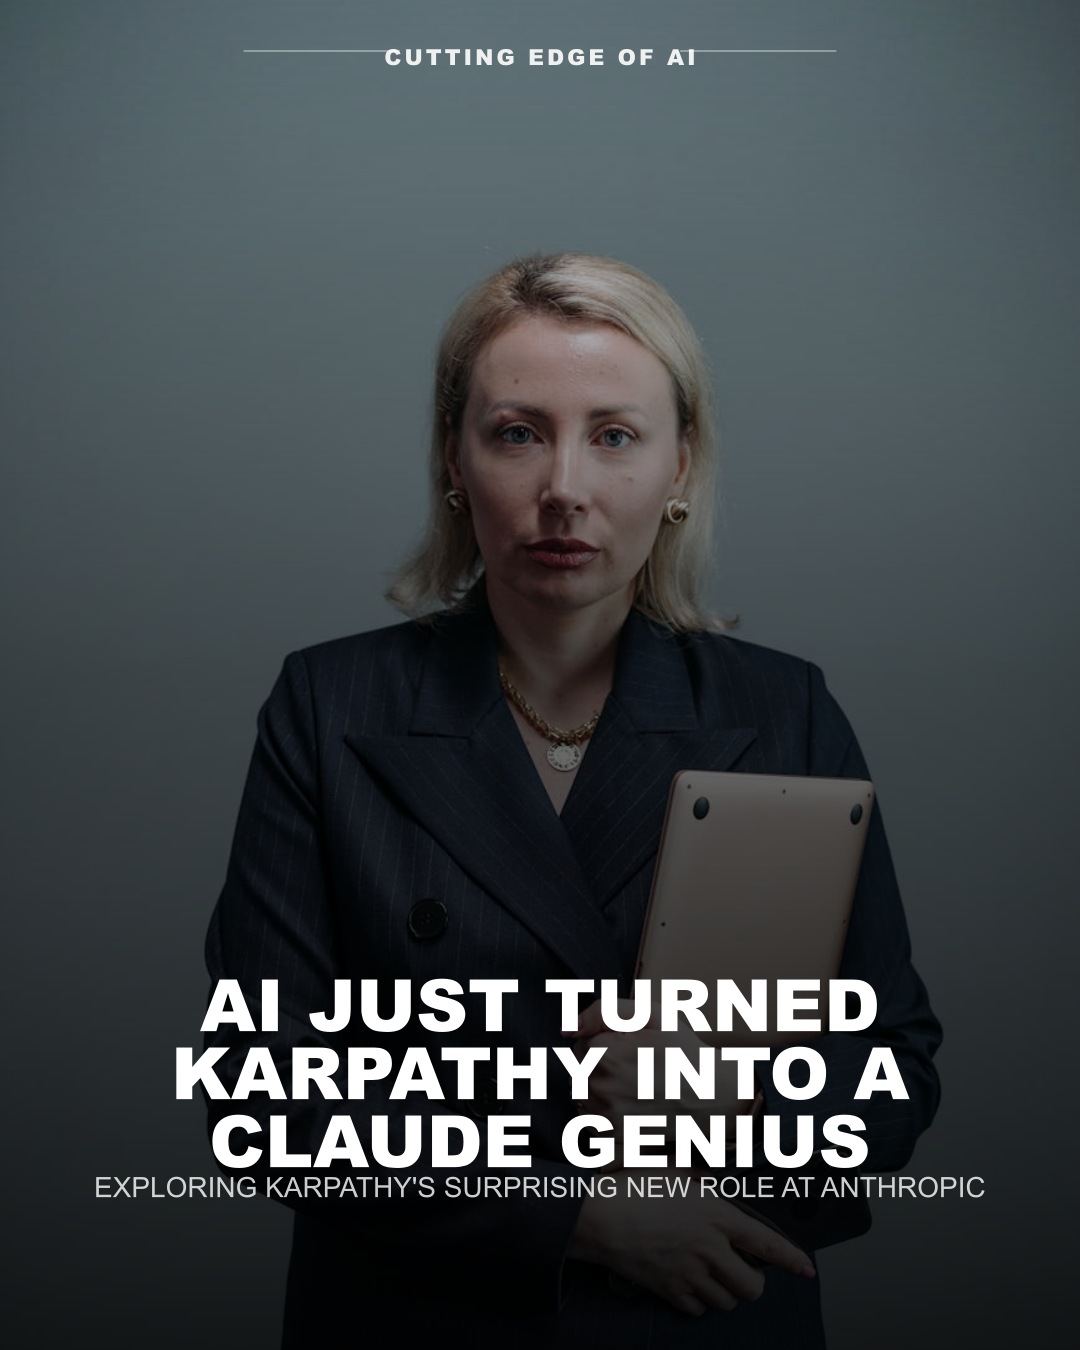 CUTTING EDGE OF AI
AI JUST TURNED
KARPATHY INTO A
CLAUDE GENIUS
EXPLORING KARPATHY'S SURPRISING NEW ROLE AT ANTHROPIC